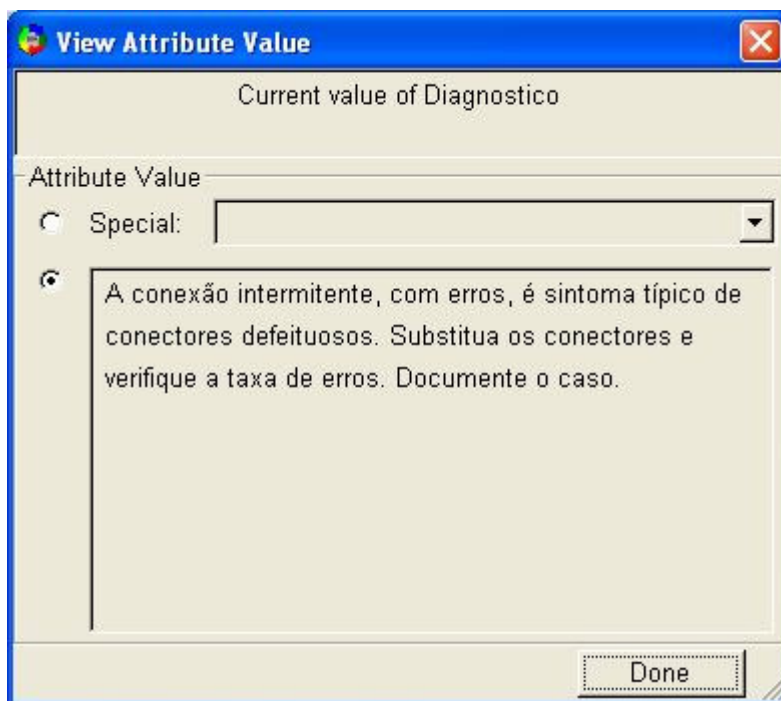 View Attribute Value
Current value of Diagnostico
Attribute Value
Special:
A conexão intermitente, com erros, é sintoma típico de
conectores defeituosos. Substitua os conectores e
verifique a taxa de erros. Documente o caso.
Done